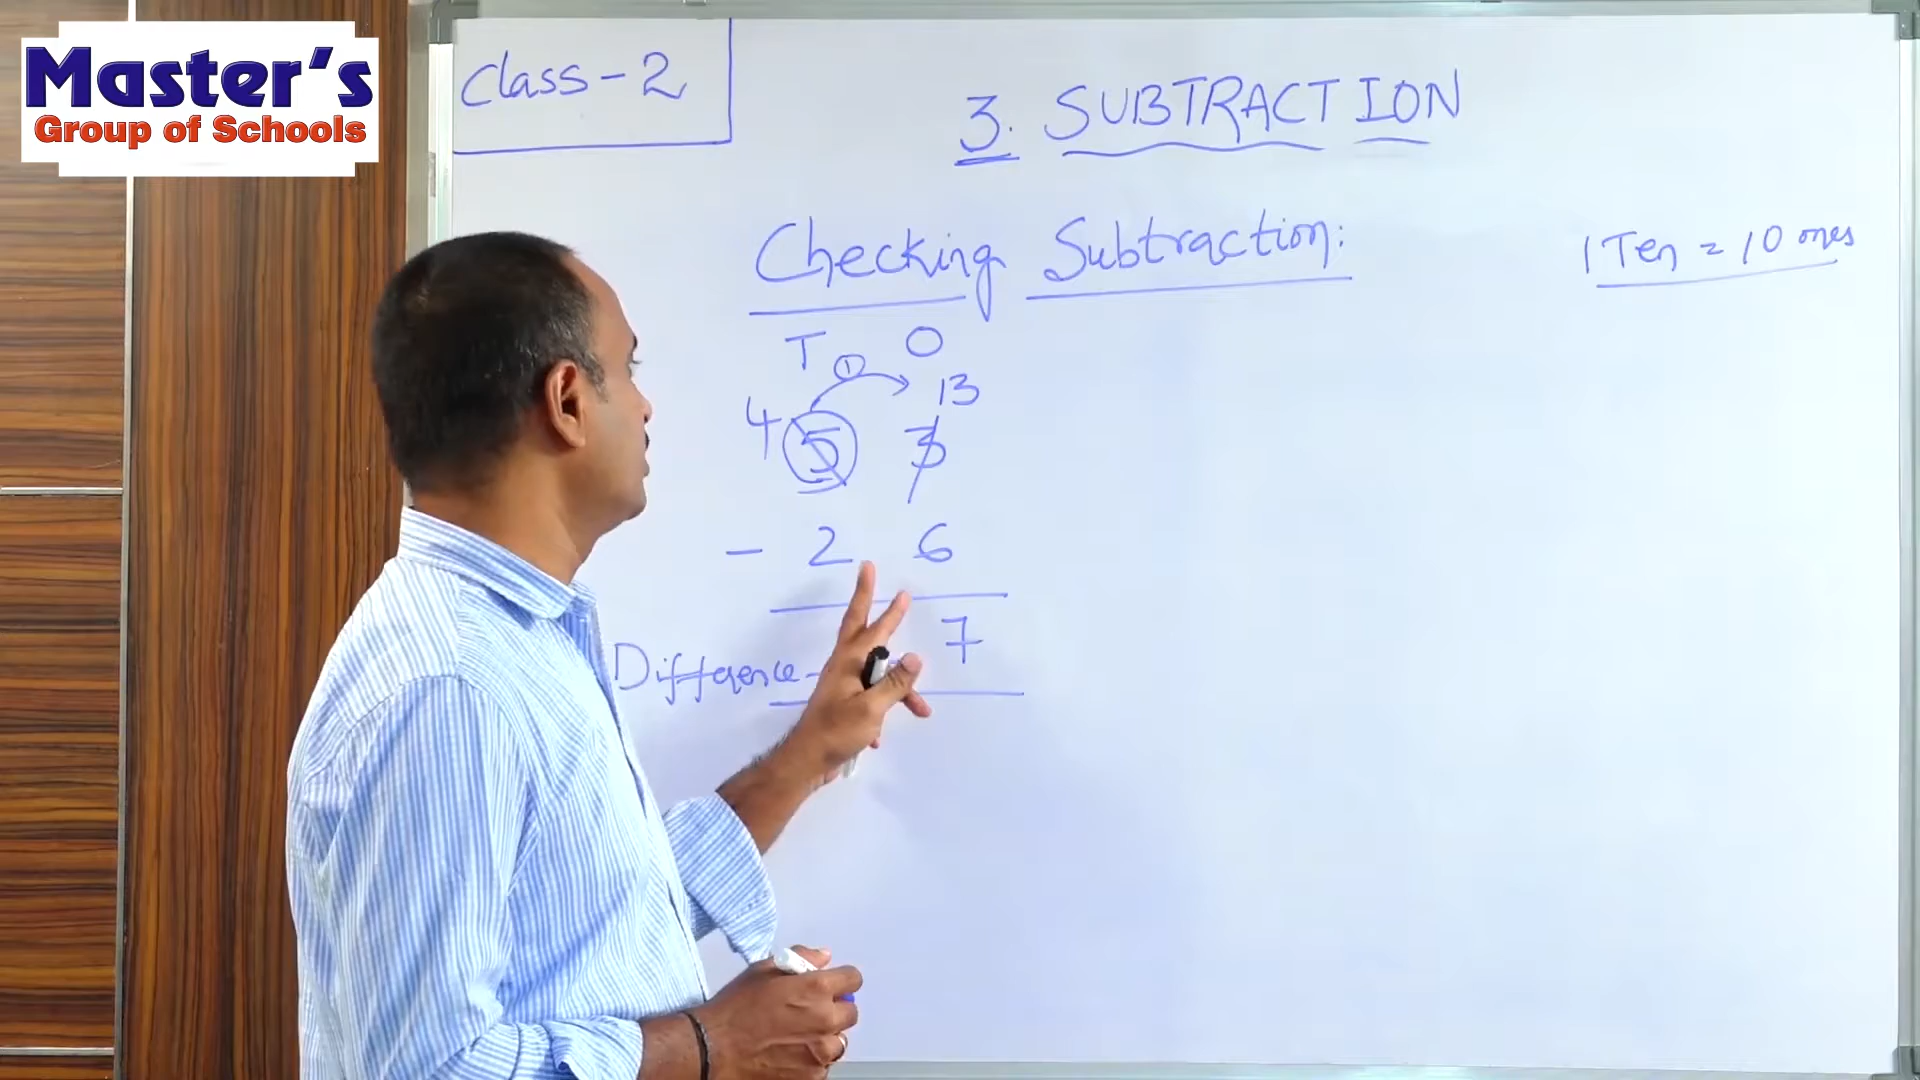 Master's
Group of Schools
Class - 2
3. SUBTRACTION
Checking Subtraction:
1 Ten = 10 ones
T O
1
13
4 5 3
- 2 6
7
Difference -